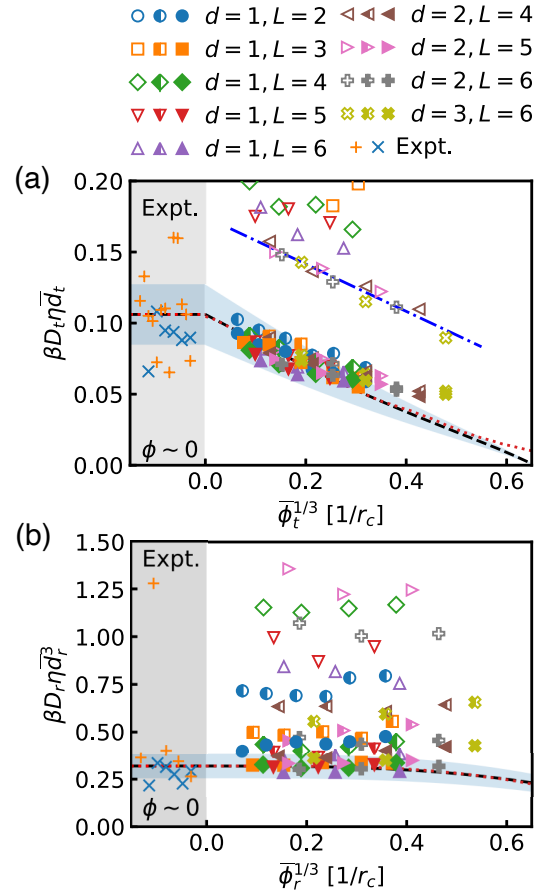 d = 1, L = 2 d = 2, L = 4
d = 1, L = 3 d = 2, L = 5
d = 1, L = 4 d = 2, L = 6
d = 1, L = 5 d = 3, L = 6
d = 1, L = 6 Expt.
(a)
0.20
Expt.
0.15
0.10
0.05
ϕ ~ 0
0.00
βD_tηd̅_t
0.0 0.2 0.4 0.6
ϕ̅_t^{1/3} [1/r_c]
(b)
1.50
Expt.
1.25
1.00
0.75
0.50
0.25
ϕ ~ 0
0.00
βD_rηd̅_r^3
0.0 0.2 0.4 0.6
ϕ̅_r^{1/3} [1/r_c]